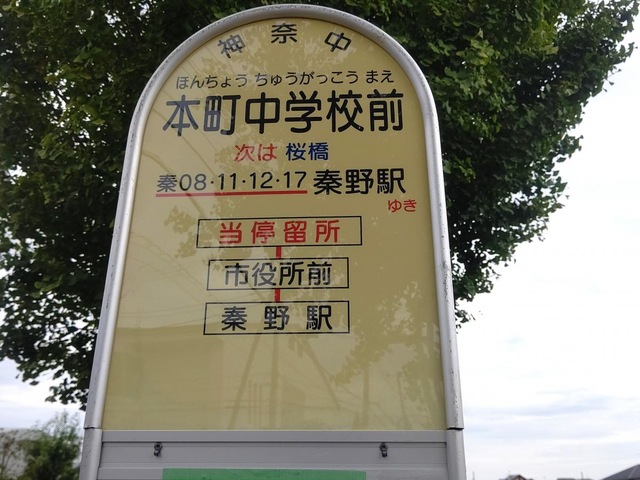 神奈中
ほんちょう ちゅうがっこう まえ
本町中学校前
次は 桜橋
秦08・11・12・17 秦野駅
ゆき
当停留所
市役所前
秦野駅